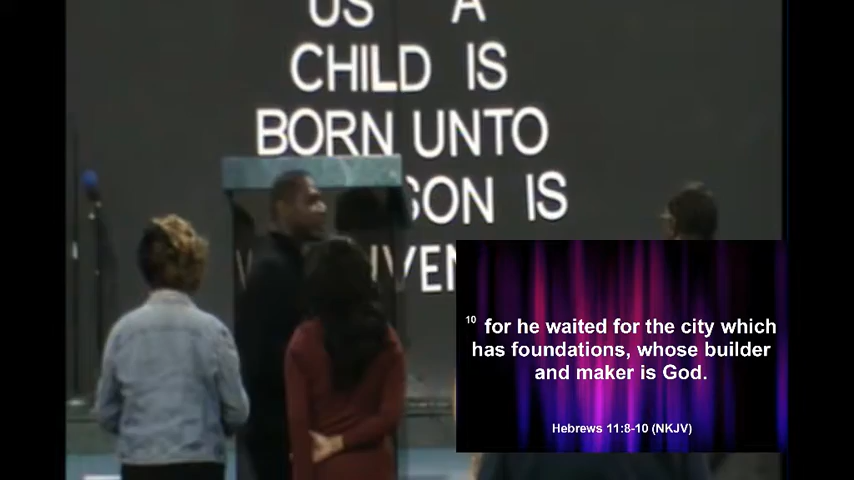 US A
CHILD IS
BORN UNTO
SON IS
10 for he waited for the city which
has foundations, whose builder
and maker is God.
Hebrews 11:8-10 (NKJV)